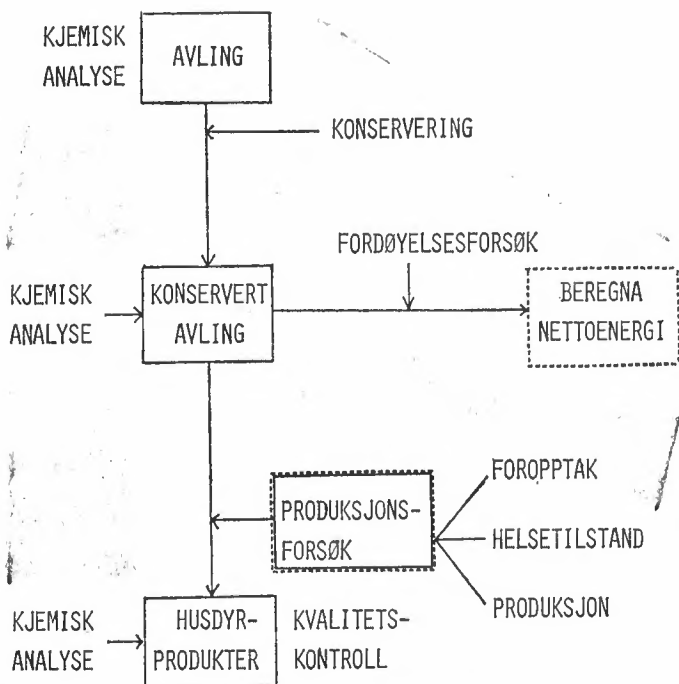 KJEMISK
ANALYSE
AVLING
KONSERVERING
FORDØYELSESFORSØK
KJEMISK
ANALYSE
KONSERVERT
AVLING
BEREGNA
NETTOENERGI
PRODUKSJONS-
FORSØK
FOROPPTAK
HELSETILSTAND
PRODUKSJON
KJEMISK
ANALYSE
HUSDYR-
PRODUKTER
KVALITETS-
KONTROLL